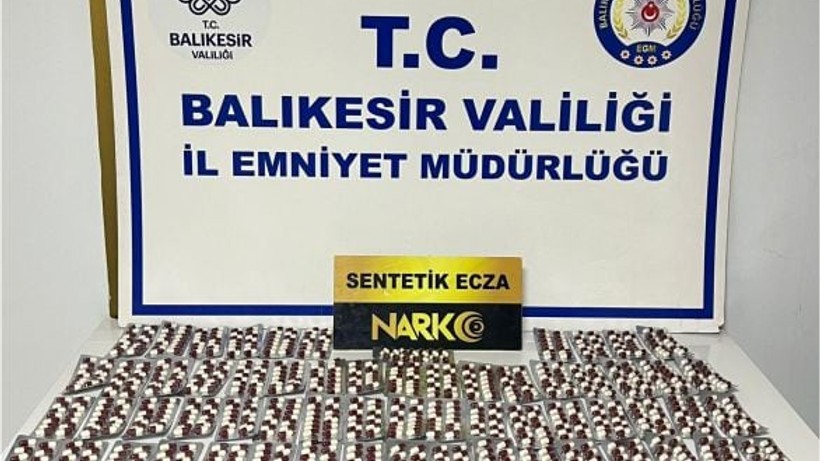 T.C.
BALIKESİR
VALİLİĞİ
T.C.
EGM
BALIKESİR VALİLİĞİ
İL EMNİYET MÜDÜRLÜĞÜ
SENTETİK ECZA
NARKO